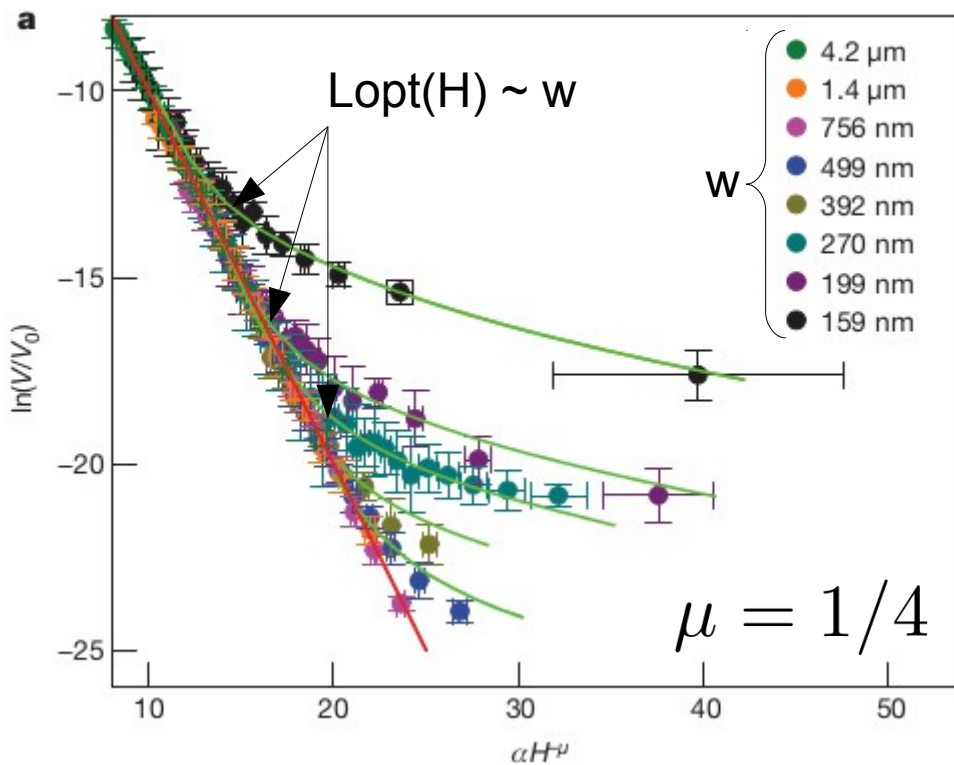 a
Lopt(H) ~ w
w
4.2 µm
1.4 µm
756 nm
499 nm
392 nm
270 nm
199 nm
159 nm
ln(V/V₀)
−10
−15
−20
−25
μ = 1/4
10
20
30
40
50
αH⁻μ